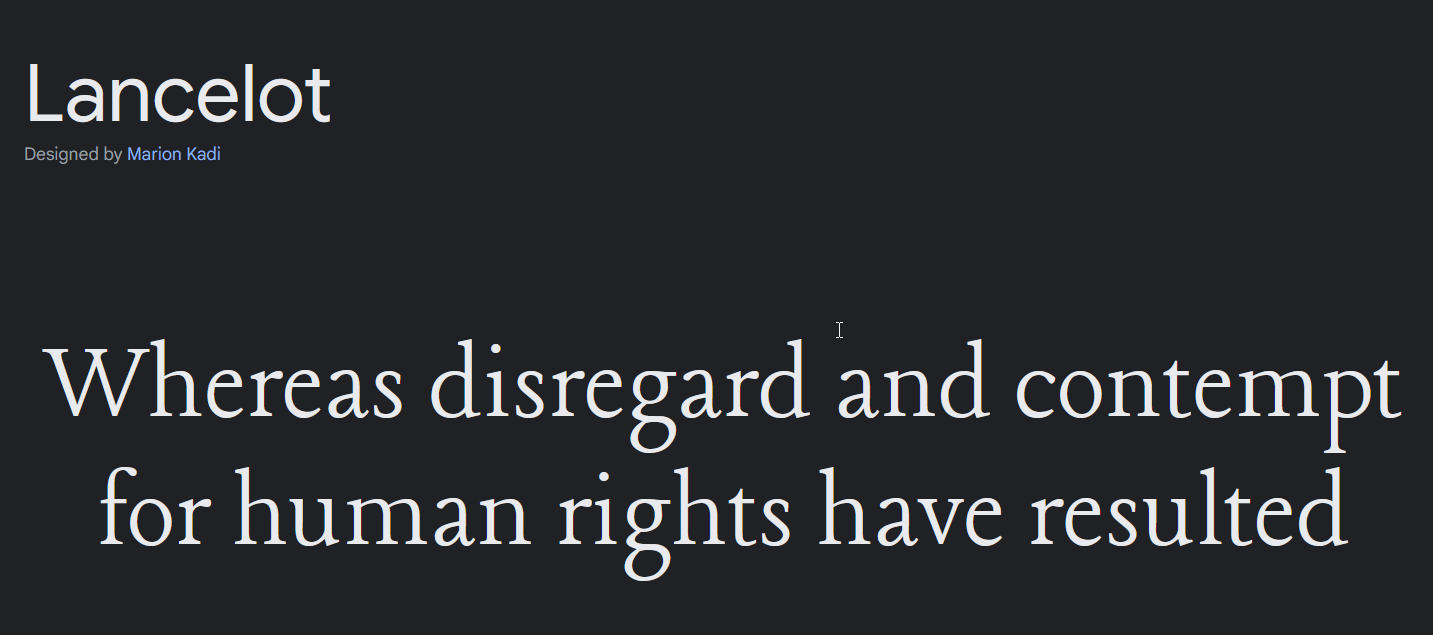 Lancelot
Designed by Marion Kadi
Whereas disregard and contempt
for human rights have resulted